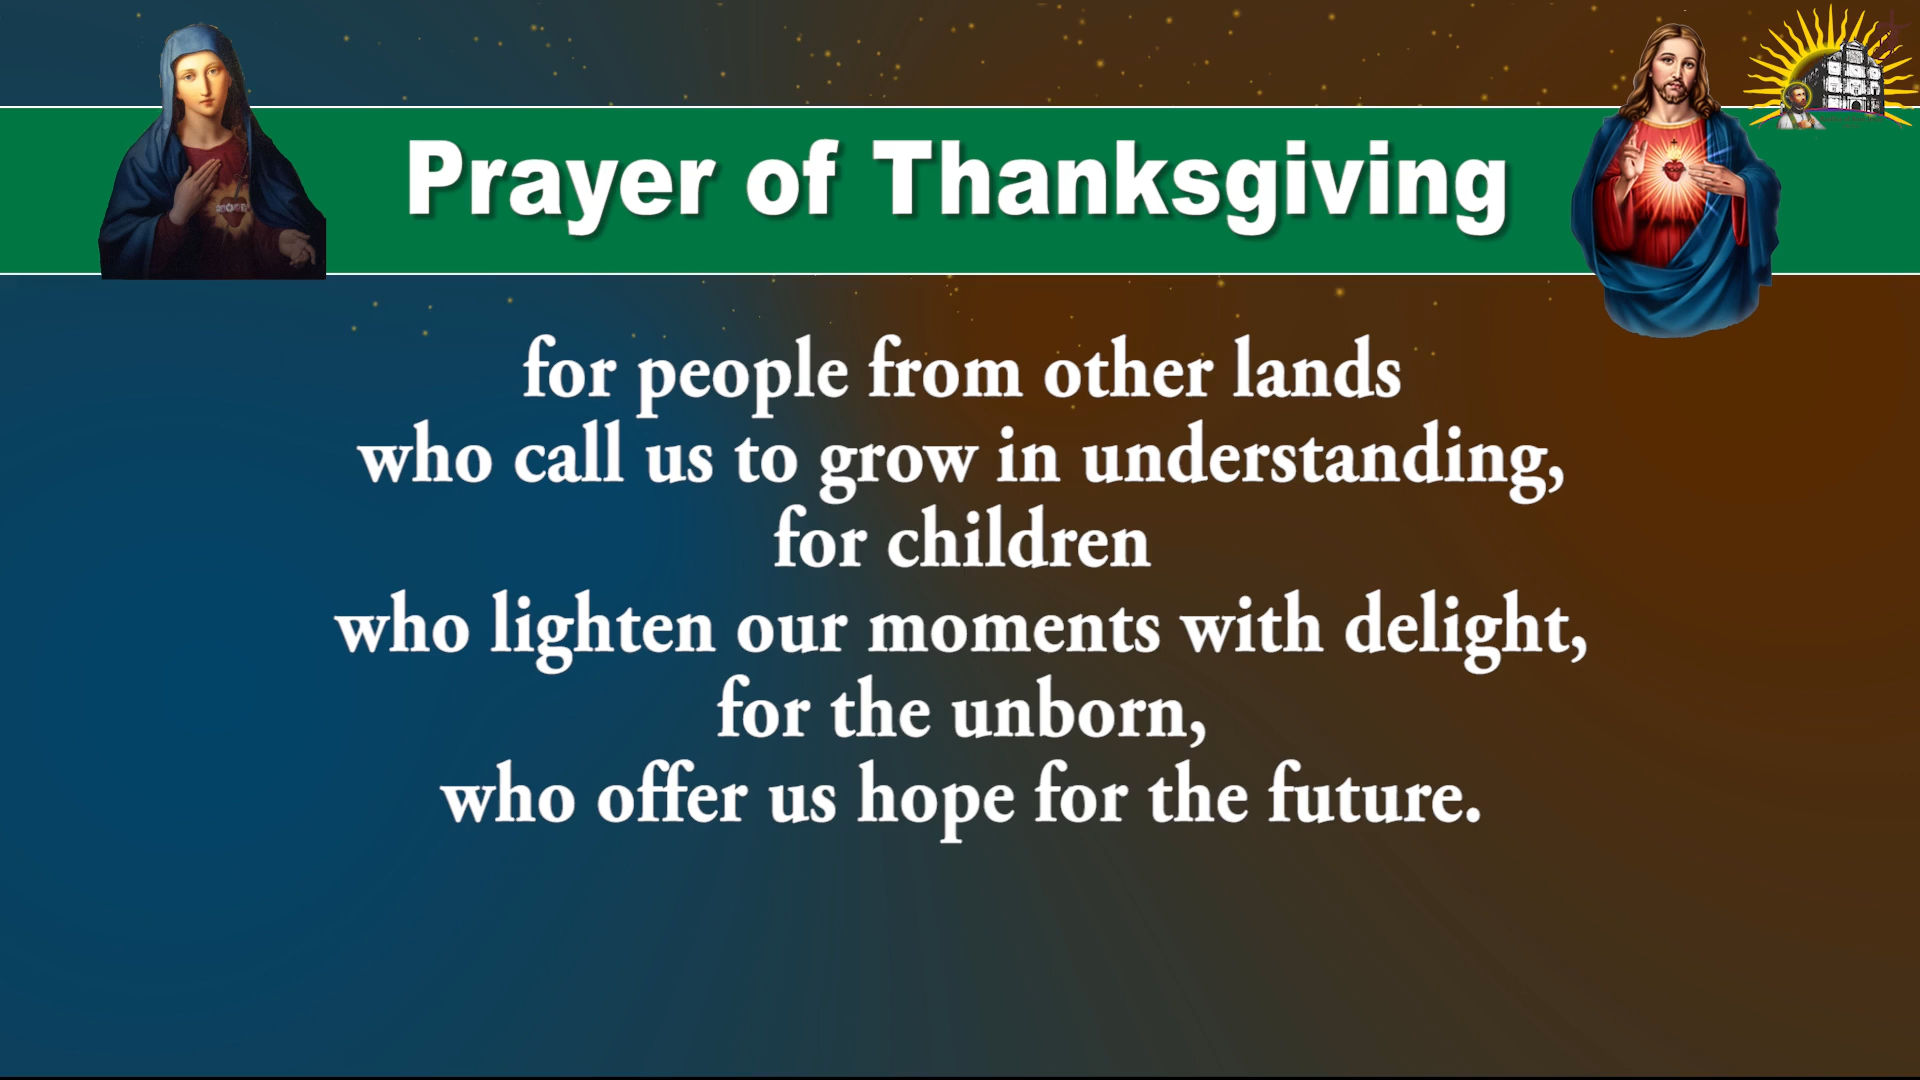 Prayer of Thanksgiving
for people from other lands
who call us to grow in understanding,
for children
who lighten our moments with delight,
for the unborn,
who offer us hope for the future.